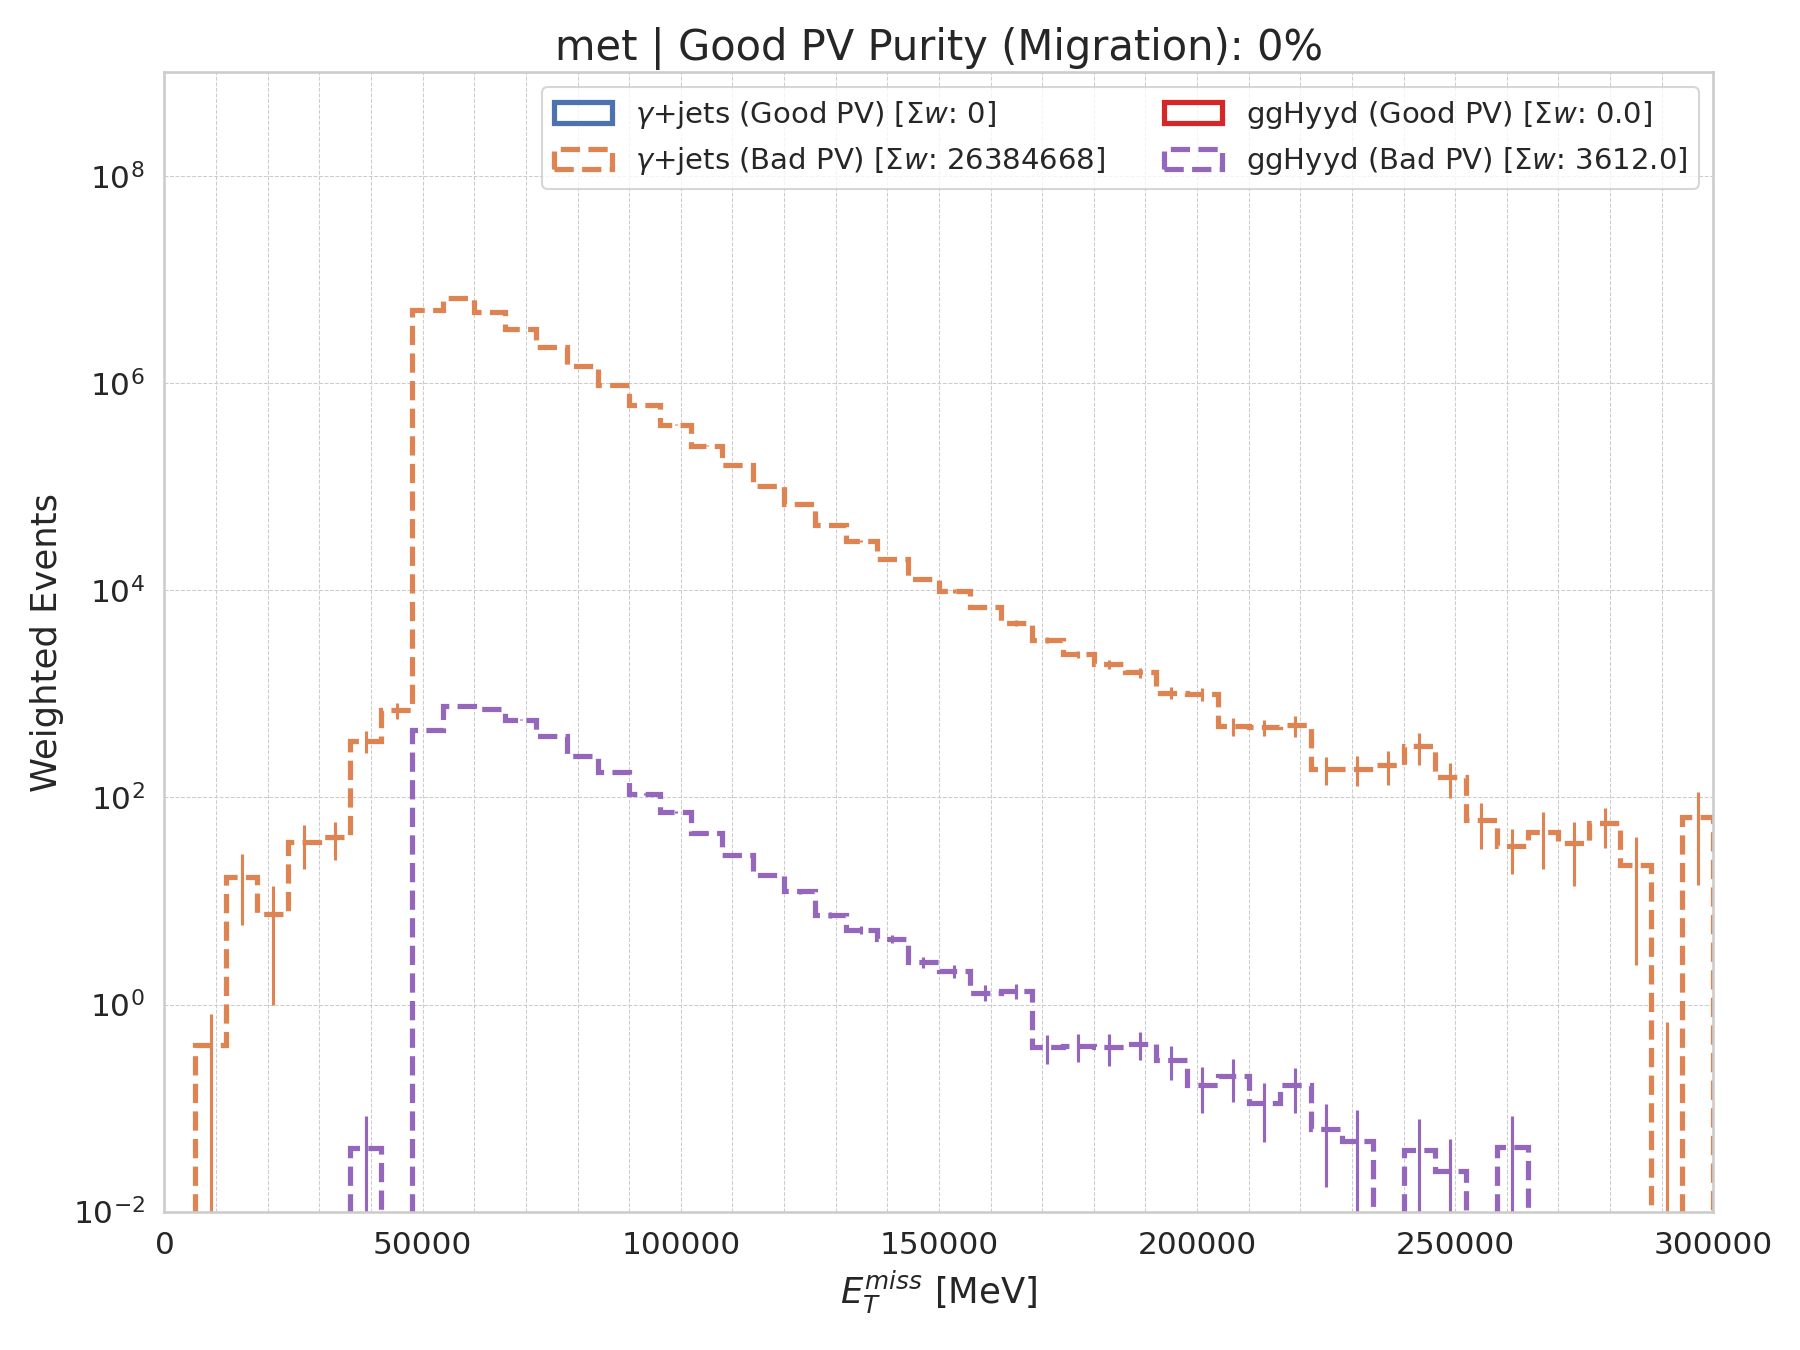 met | Good PV Purity (Migration): 0%
γ+jets (Good PV) [Σw: 0]
γ+jets (Bad PV) [Σw: 26384668]
ggHyyd (Good PV) [Σw: 0.0]
ggHyyd (Bad PV) [Σw: 3612.0]
Weighted Events
10^8
10^6
10^4
10^2
10^0
10^−2
0 50000 100000 150000 200000 250000 300000
E_T^miss [MeV]